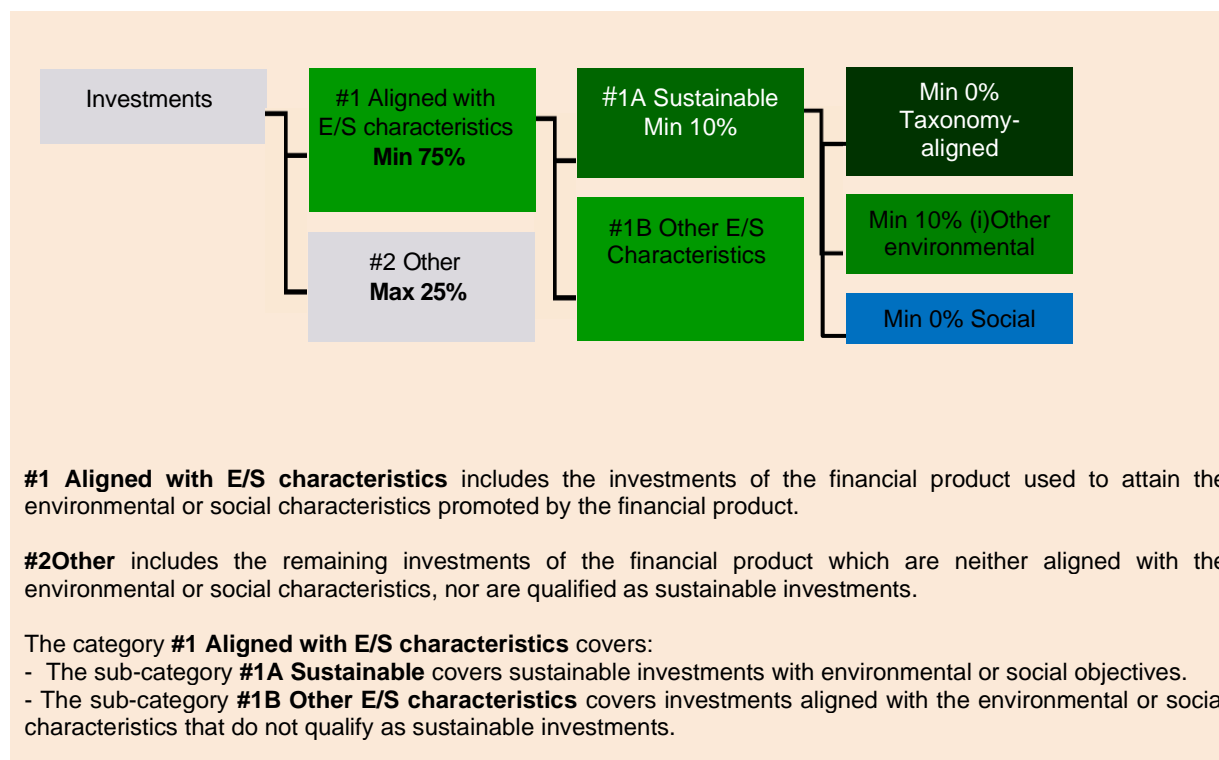 Investments
#1 Aligned with
E/S characteristics
Min 75%
#2 Other
Max 25%
#1A Sustainable
Min 10%
#1B Other E/S
Characteristics
Min 0%
Taxonomy-
aligned
Min 10% (i)Other
environmental
Min 0% Social
#1 Aligned with E/S characteristics includes the investments of the financial product used to attain the
environmental or social characteristics promoted by the financial product.
#2Other includes the remaining investments of the financial product which are neither aligned with the
environmental or social characteristics, nor are qualified as sustainable investments.
The category #1 Aligned with E/S characteristics covers:
- The sub-category #1A Sustainable covers sustainable investments with environmental or social objectives.
- The sub-category #1B Other E/S characteristics covers investments aligned with the environmental or social
characteristics that do not qualify as sustainable investments.